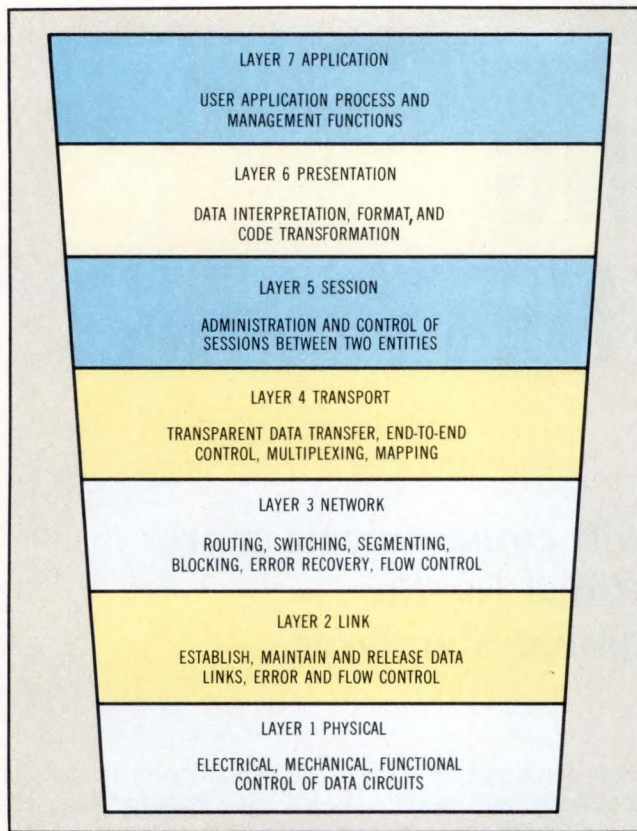 LAYER 7 APPLICATION
USER APPLICATION PROCESS AND
MANAGEMENT FUNCTIONS
LAYER 6 PRESENTATION
DATA INTERPRETATION, FORMAT, AND
CODE TRANSFORMATION
LAYER 5 SESSION
ADMINISTRATION AND CONTROL OF
SESSIONS BETWEEN TWO ENTITIES
LAYER 4 TRANSPORT
TRANSPARENT DATA TRANSFER, END-TO-END
CONTROL, MULTIPLEXING, MAPPING
LAYER 3 NETWORK
ROUTING, SWITCHING, SEGMENTING,
BLOCKING, ERROR RECOVERY, FLOW CONTROL
LAYER 2 LINK
ESTABLISH, MAINTAIN AND RELEASE DATA
LINKS, ERROR AND FLOW CONTROL
LAYER 1 PHYSICAL
ELECTRICAL, MECHANICAL, FUNCTIONAL
CONTROL OF DATA CIRCUITS